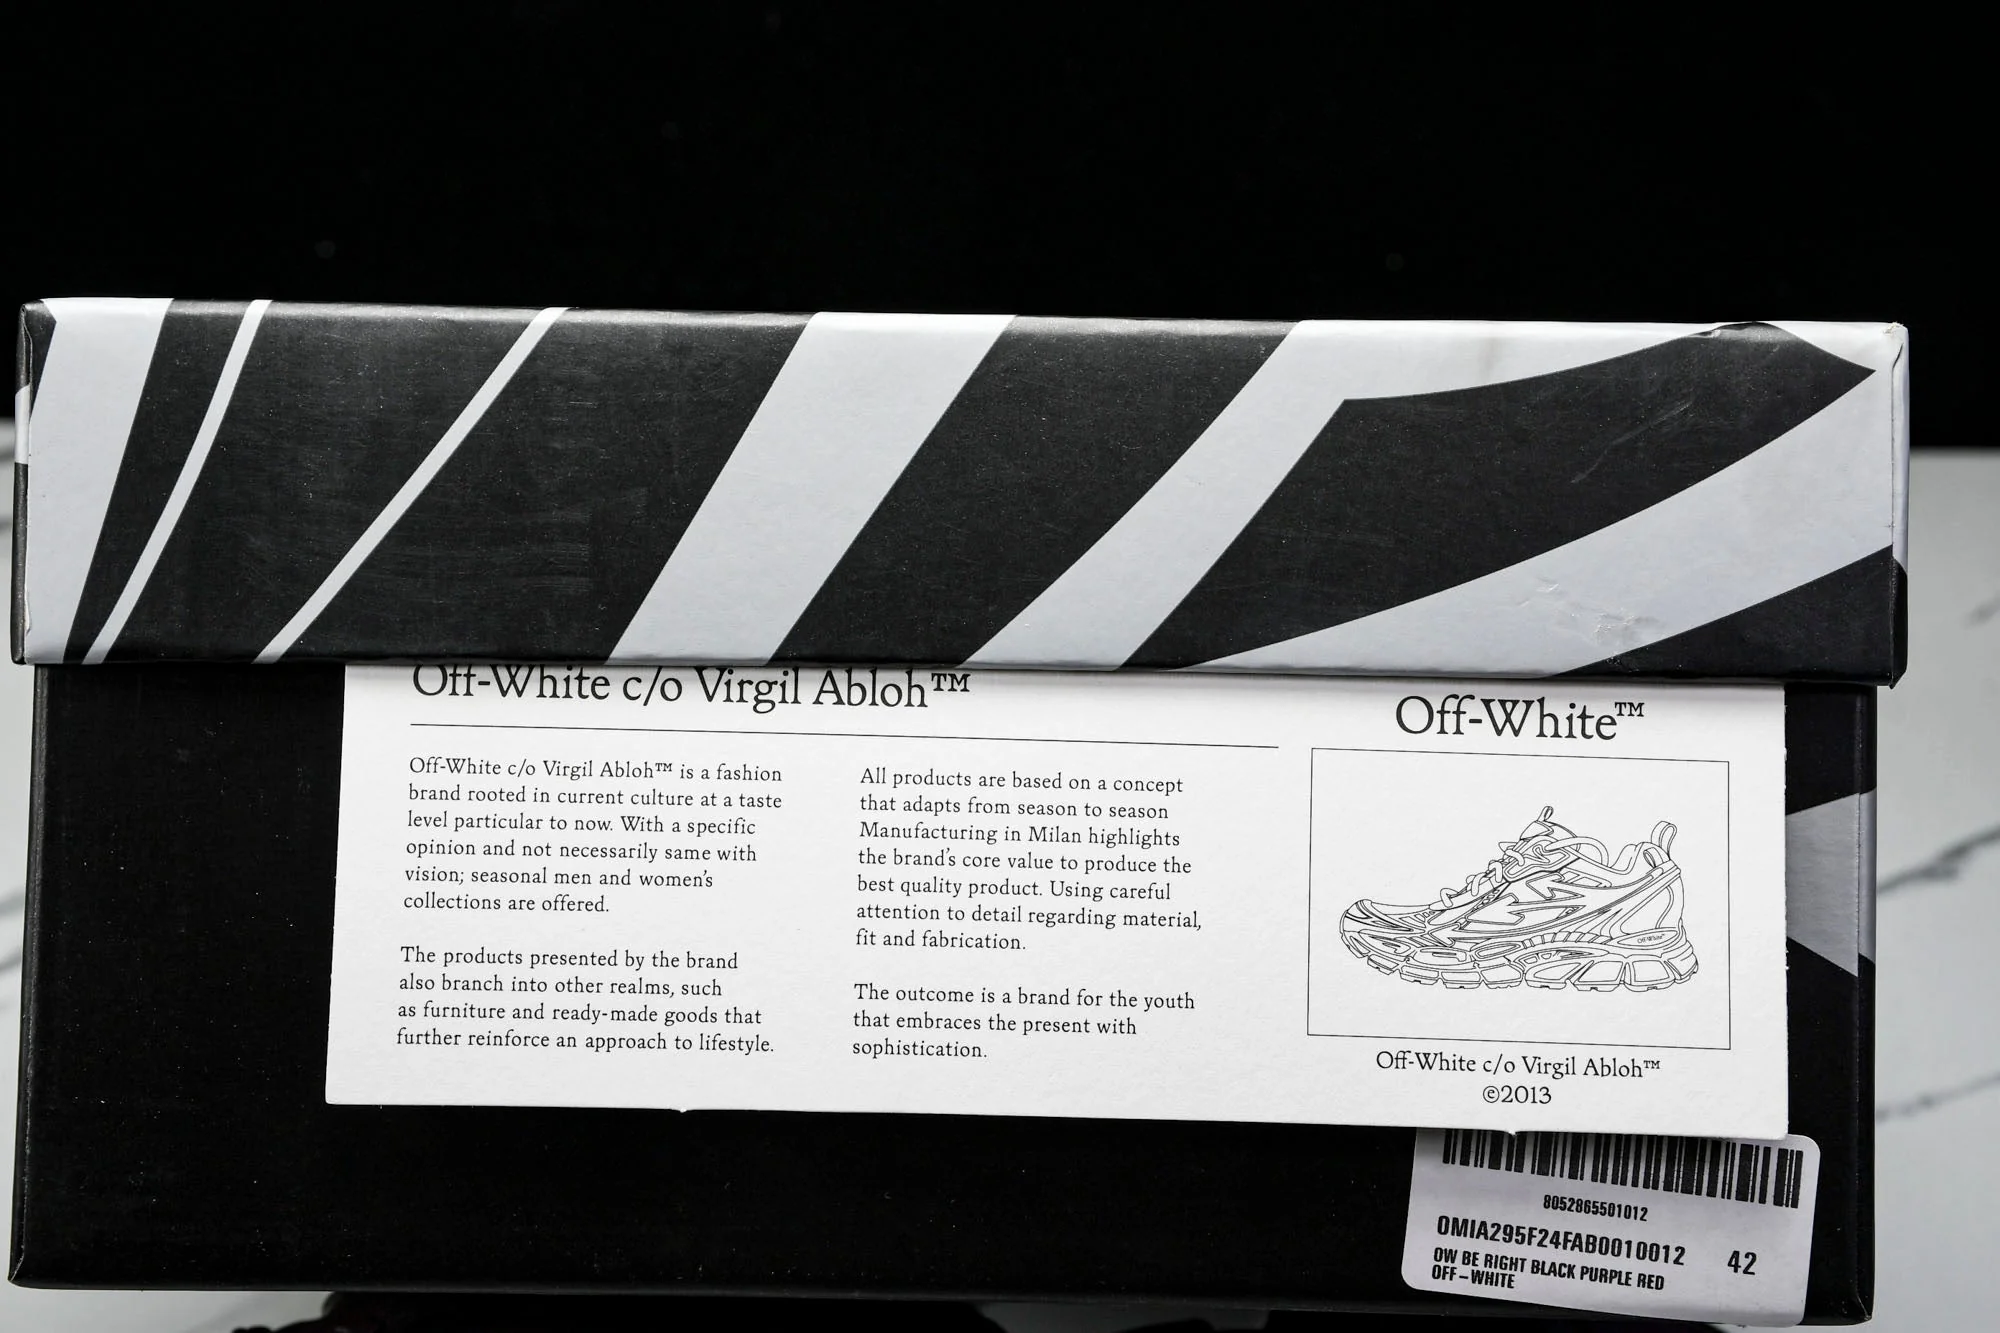 Off-White c/o Virgil Abloh™
Off-White c/o Virgil Abloh™ is a fashion
brand rooted in current culture at a taste
level particular to now. With a specific
opinion and not necessarily same with
vision; seasonal men and women's
collections are offered.
The products presented by the brand
also branch into other realms, such
as furniture and ready-made goods that
further reinforce an approach to lifestyle.
All products are based on a concept
that adapts from season to season
Manufacturing in Milan highlights
the brand's core value to produce the
best quality product. Using careful
attention to detail regarding material,
fit and fabrication.
The outcome is a brand for the youth
that embraces the present with
sophistication.
Off-White™
Off-White™
Off-White c/o Virgil Abloh™
©2013
8052865501012
OMIA295F24FAB0010012 42
OW BE RIGHT BLACK PURPLE RED
OFF-WHITE